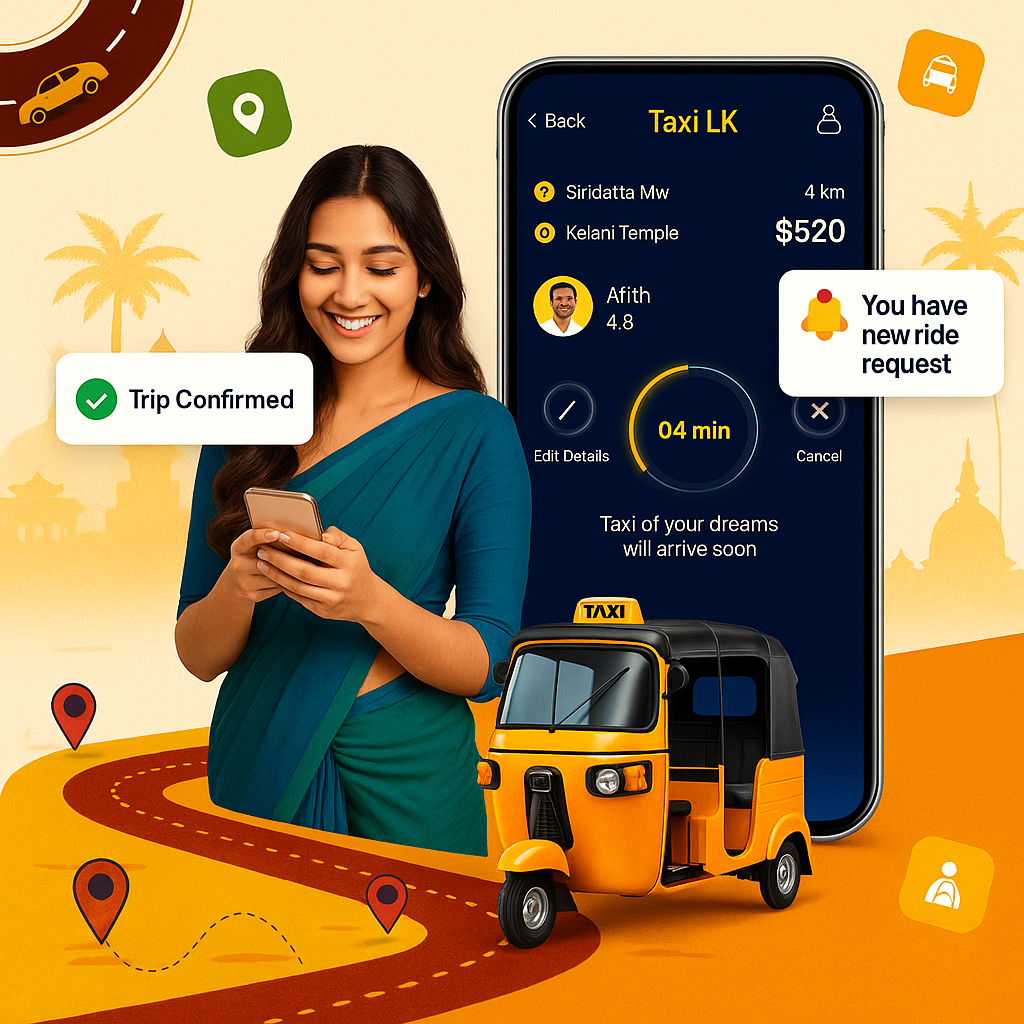 < Back
Taxi LK
Siridatta Mw
4 km
Kelani Temple
$520
Afith
4.8
You have
new ride
request
Trip Confirmed
04 min
Edit Details
Cancel
Taxi of your dreams
will arrive soon
TAXI